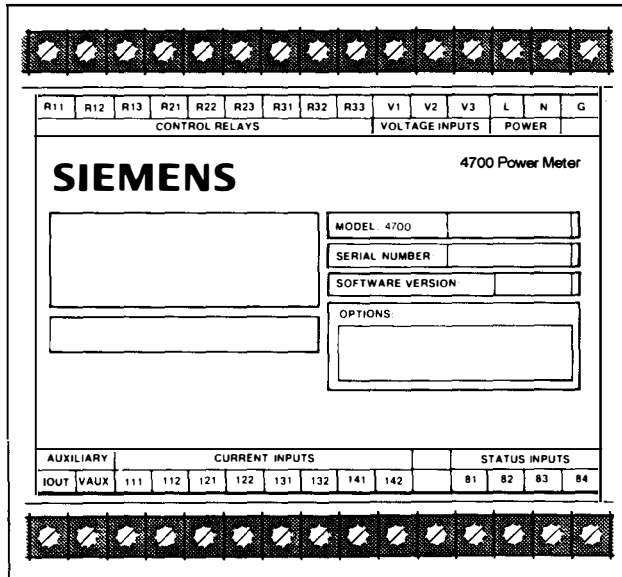 R11 R12 R13 R21 R22 R23 R31 R32 R33 V1 V2 V3 L N G
CONTROL RELAYS VOLTAGE INPUTS POWER
SIEMENS
4700 Power Meter
MODEL: 4700
SERIAL NUMBER
SOFTWARE VERSION:
OPTIONS:
AUXILIARY CURRENT INPUTS STATUS INPUTS
IOUT VAUX 111 112 121 122 131 132 141 142 81 82 83 84